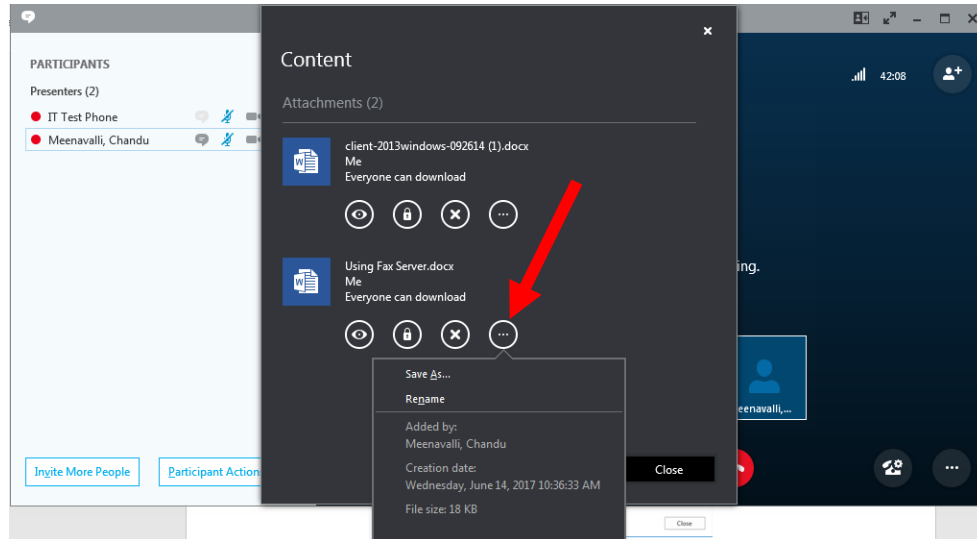 PARTICIPANTS
Presenters (2)
IT Test Phone
Meenavalli, Chandu
Invite More People
Participant Action
Content
Attachments (2)
client-2013windows-092614 (1).docx
Me
Everyone can download
Using Fax Server.docx
Me
Everyone can download
Save As...
Rename
Added by:
Meenavalli, Chandu
Creation date:
Wednesday, June 14, 2017 10:36:33 AM
File size: 18 KB
Close
42:08
ing.
eenavalli,...
Close